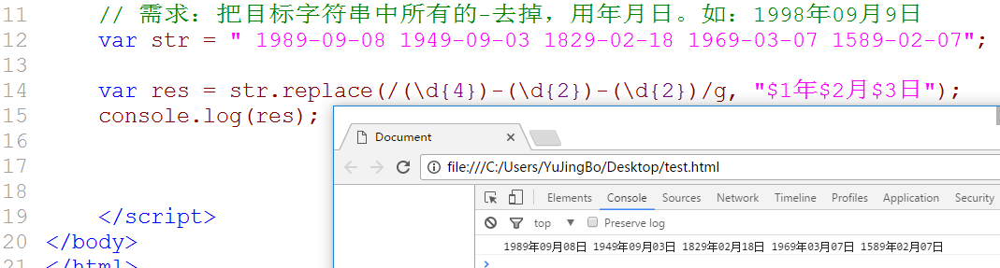 11 // 需求：把目标字符串中所有的-去掉，用年月日。如：1998年09月9日
12 var str = " 1989-09-08 1949-09-03 1829-02-18 1969-03-07 1589-02-07";
13
14 var res = str.replace(/(\d{4})-(\d{2})-(\d{2})/g, "$1年$2月$3日");
15 console.log(res);
16
17
18
19 </script>
20 </body>
21 </html>
Document
file:///C:/Users/YuJingBo/Desktop/test.html
Elements Console Sources Network Timeline Profiles Application Security
top Preserve log
1989年09月08日 1949年09月03日 1829年02月18日 1969年03月07日 1589年02月07日